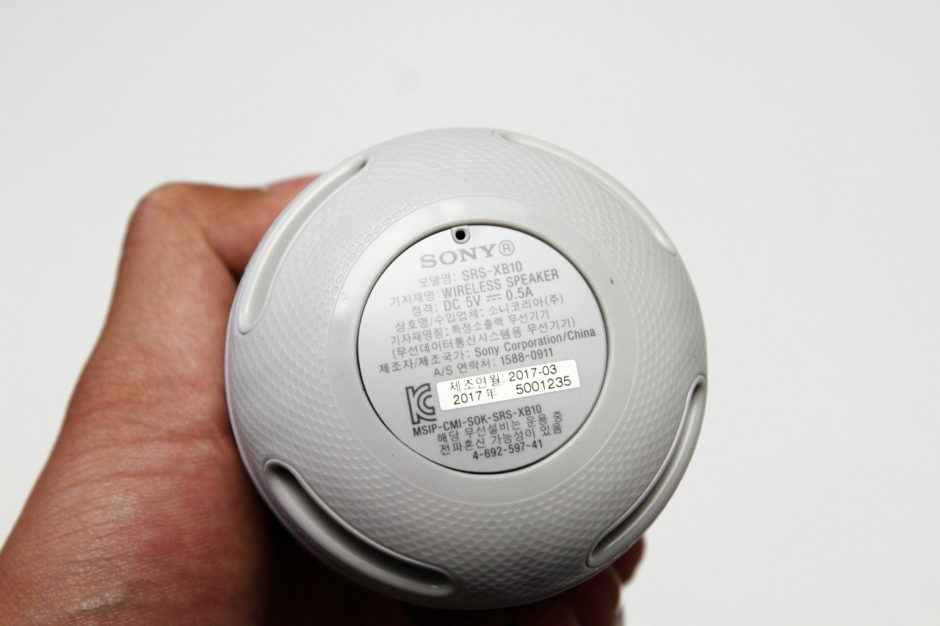 SONY®
모델명: SRS-XB10
기자재명: WIRELESS SPEAKER
정격: DC 5V ⎓ 0.5A
상호명/수입업체: 소니코리아(주)
기자재명칭: 특정소출력 무선기기
(무선데이터통신시스템용 무선기기)
제조자/제조국가: Sony Corporation/China
A/S 연락처: 1588-0911
제조연월: 2017-03
2017年 5001235
MSIP-CMI-SOK-SRS-XB10
해당 무선설비는 운용 중
전파혼신 가능성이 있음
4-692-597-41